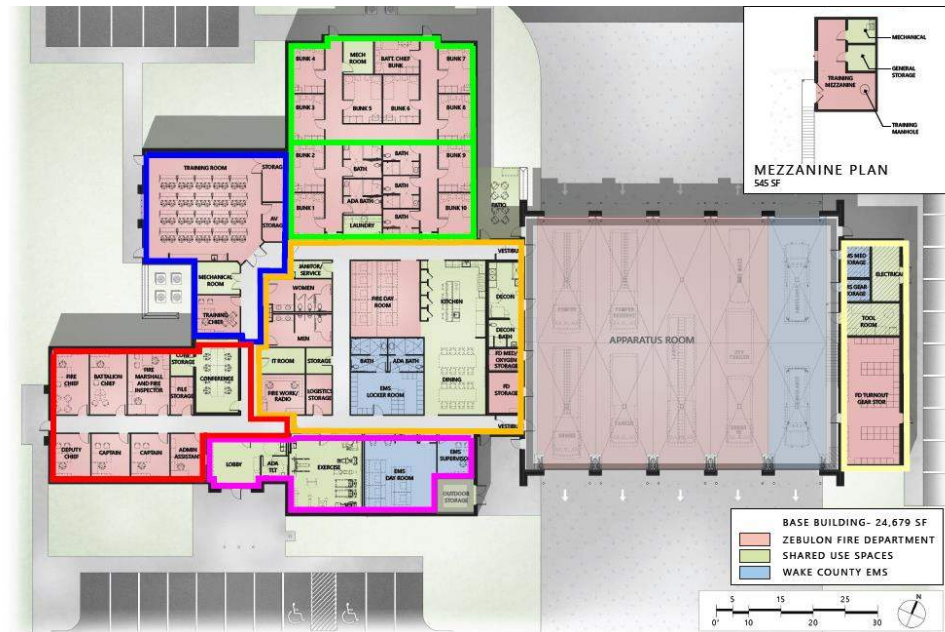 MECHANICAL
GENERAL
STORAGE
TRAINING
MEZZANINE
TRAINING
MANHOLE
MEZZANINE PLAN
545 SF
BUNK 4
MECH
ROOM
BATT. CHIEF
BUNK
BUNK 7
BUNK 3
BUNK 5
BUNK 6
BUNK 8
BUNK 2
BATH
BATH
BUNK 9
BATH
BUNK 1
ADA BATH
BATH
BUNK 10
LAUNDRY
PATIO
TRAINING ROOM
STORAGE
AV
STORAGE
MECHANICAL
ROOM
TRAINING
CHIEF
JANITOR/
SERVICE
WOMEN
MEN
FIRE DAY
ROOM
KITCHEN
DECON
DECON
BATH
IT ROOM
STORAGE
BATH
ADA BATH
FD MED/
OXYGEN
STORAGE
FIRE WORK/
RADIO
LOGISTICS
STORAGE
EMS
LOCKER ROOM
DINING
FD
STORAGE
APPARATUS ROOM
ELECTRICAL
TOOL
ROOM
FD TURNOUT
GEAR STOR
FIRE
CHIEF
BATTALION
CHIEF
FIRE
MARSHALL
AND FIRE
INSPECTOR
STORAGE
FILE
STORAGE
CONFERENCE
DEPUTY
CHIEF
CAPTAIN
CAPTAIN
ADMIN
ASSISTANT
LOBBY
ADA
TLT
EXERCISE
EMS
DAY ROOM
EMS
OUTDOOR
STORAGE
BASE BUILDING- 24,679 SF
ZEBULON FIRE DEPARTMENT
SHARED USE SPACES
WAKE COUNTY EMS
5 15 25
0' 10 20 30
N